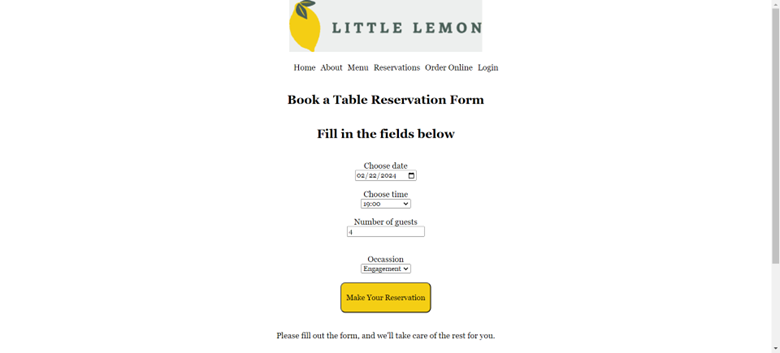 LITTLE LEMON
Home About Menu Reservations Order Online Login
Book a Table Reservation Form
Fill in the fields below
Choose date
02/22/2024
Choose time
19:00
Number of guests
4
Occassion
Engagement
Make Your Reservation
Please fill out the form, and we'll take care of the rest for you.